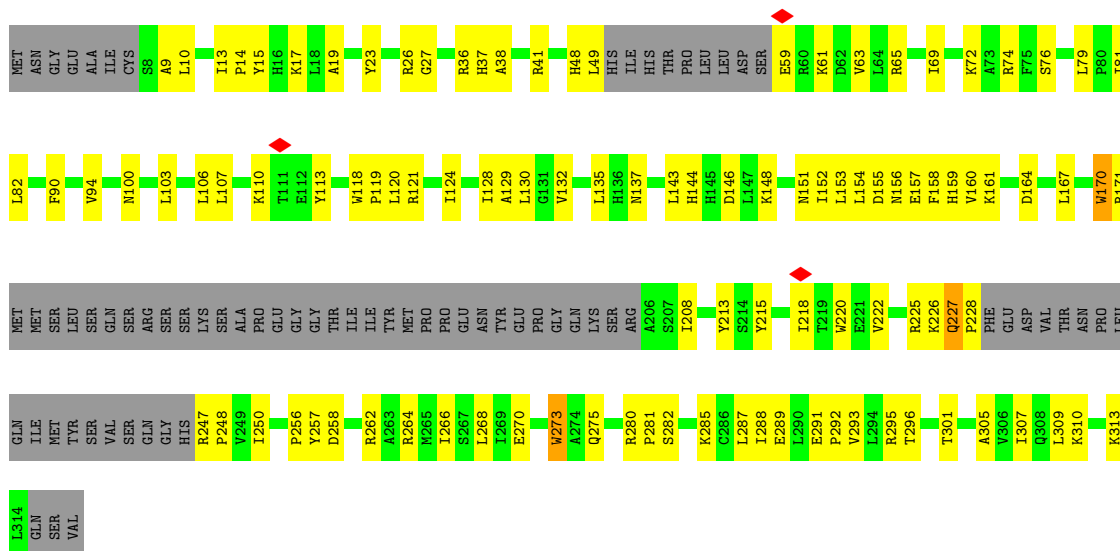 MET ASN GLY GLU ALA ILE CYS S8 A9 L10 I13 P14 Y15 H16 K17 L18 A19 Y23 R26 G27 R36 H37 A38 R41 H48 L49 HIS ILE HIS THR PRO LEU LEU ASP SER E59 R60 K61 D62 V63 L64 R65 I69 K72 A73 R74 F75 S76 L79 P80
L82 F90 V94 N100 L103 L106 L107 K110 T111 E112 Y113 W118 P119 L120 R121 I124 I128 A129 L130 G131 V132 L135 H136 N137 L143 H144 H145 D146 L147 K148 N151 I152 L153 L154 D155 N156 E157 F158 H159 V160 K161 D164 L167 W170
MET MET SER LEU SER GLN SER ARG SER SER LYS SER ALA PRO GLU GLY GLY THR ILE ILE TYR MET PRO PRO GLU ASN TYR GLU PRO GLY GLN LYS SER ARG A206 S207 I208 Y213 S214 Y215 I218 T219 W220 E221 V222 R225 K226 Q227 P228 PHE GLU ASP VAL THR ASN PRO LEU
GLN ILE MET TYR SER VAL SER GLN GLY HIS R247 P248 V249 I250 P256 Y257 D258 R262 A263 R264 M265 I266 S267 L268 I269 E270 W273 A274 Q275 R280 P281 S282 K285 C286 L287 I288 E289 L290 E291 P292 V293 L294 R295 T296 T301 A305 V306 I307 Q308 L309 K310 K313
L314 GLN SER VAL